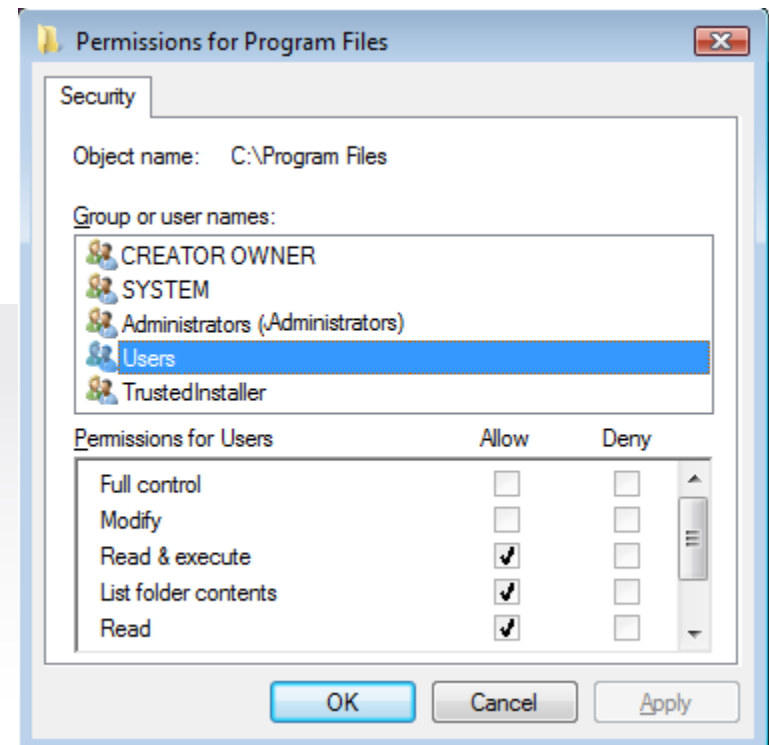 Permissions for Program Files
Security
Object name: C:\Program Files
Group or user names:
CREATOR OWNER
SYSTEM
Administrators (\Administrators)
Users
TrustedInstaller
Permissions for Users Allow Deny
Full control
Modify
Read & execute
List folder contents
Read
OK Cancel Apply